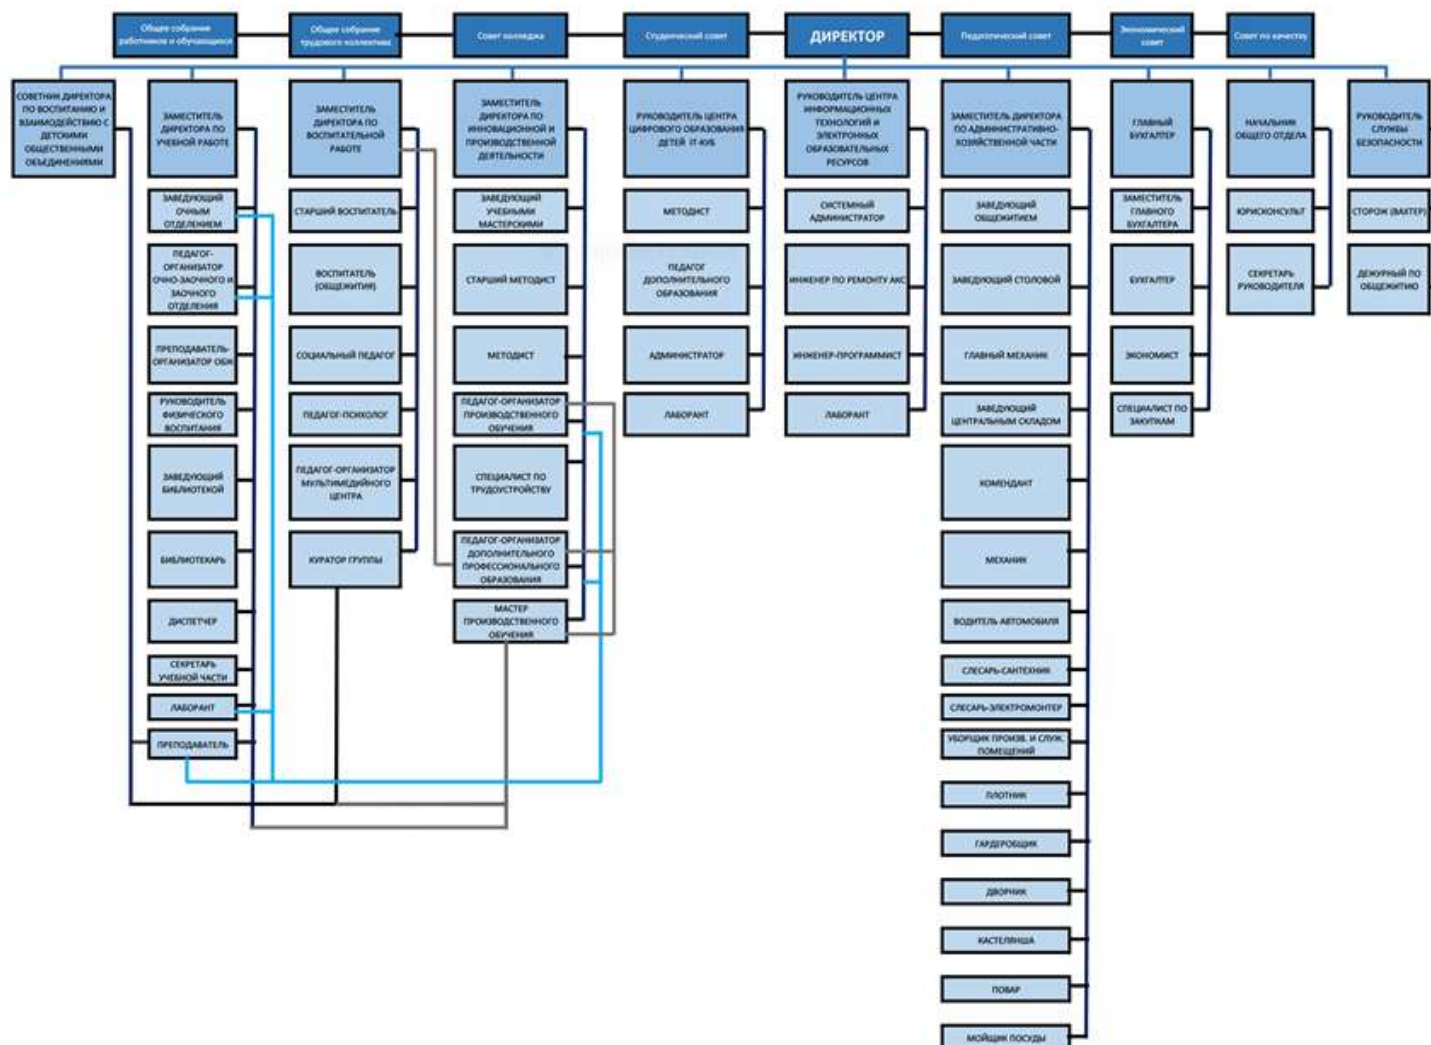 Общее собрание
работников и обучающихся
Общее собрание
трудового коллектива
Совет колледжа
Студенческий совет
ДИРЕКТОР
Педагогический совет
Экономический
совет
Совет по качеству
СОВЕТНИК ДИРЕКТОРА
ПО ВОСПИТАНИЮ И
ВЗАИМОДЕЙСТВИЮ С
ДЕТСКИМИ
ОБЩЕСТВЕННЫМИ
ОБЪЕДИНЕНИЯМИ
ЗАМЕСТИТЕЛЬ
ДИРЕКТОРА ПО
УЧЕБНОЙ РАБОТЕ
ЗАВЕДУЮЩИЙ
ОЧНЫМ
ОТДЕЛЕНИЕМ
ПЕДАГОГ-
ОРГАНИЗАТОР
ОЧНО-ЗАОЧНОГО И
ЗАОЧНОГО
ОТДЕЛЕНИЯ
ПРЕПОДАВАТЕЛЬ-
ОРГАНИЗАТОР ОБЖ
РУКОВОДИТЕЛЬ
ФИЗИЧЕСКОГО
ВОСПИТАНИЯ
ЗАВЕДУЮЩИЙ
БИБЛИОТЕКОЙ
БИБЛИОТЕКАРЬ
ДИСПЕТЧЕР
СЕКРЕТАРЬ
УЧЕБНОЙ ЧАСТИ
ЛАБОРАНТ
ПРЕПОДАВАТЕЛЬ
ЗАМЕСТИТЕЛЬ
ДИРЕКТОРА ПО
ВОСПИТАТЕЛЬНОЙ
РАБОТЕ
СТАРШИЙ ВОСПИТАТЕЛЬ
ВОСПИТАТЕЛЬ
(ОБЩЕЖИТИЯ)
СОЦИАЛЬНЫЙ ПЕДАГОГ
ПЕДАГОГ-ПСИХОЛОГ
ПЕДАГОГ-ОРГАНИЗАТОР
МУЛЬТИМЕДИЙНОГО
ЦЕНТРА
КУРАТОР ГРУППЫ
ЗАМЕСТИТЕЛЬ
ДИРЕКТОРА ПО
ИННОВАЦИОННОЙ И
ПРОИЗВОДСТВЕННОЙ
ДЕЯТЕЛЬНОСТИ
ЗАВЕДУЮЩИЙ
УЧЕБНЫМИ
МАСТЕРСКИМИ
СТАРШИЙ МЕТОДИСТ
МЕТОДИСТ
ПЕДАГОГ-ОРГАНИЗАТОР
ПРОИЗВОДСТВЕННОГО
ОБУЧЕНИЯ
СПЕЦИАЛИСТ ПО
ТРУДОУСТРОЙСТВУ
ПЕДАГОГ-ОРГАНИЗАТОР
ДОПОЛНИТЕЛЬНОГО
ПРОФЕССИОНАЛЬНОГО
ОБРАЗОВАНИЯ
МАСТЕР
ПРОИЗВОДСТВЕННОГО
ОБУЧЕНИЯ
РУКОВОДИТЕЛЬ ЦЕНТРА
ЦИФРОВОГО ОБРАЗОВАНИЯ
ДЕТЕЙ IT-КУБ
МЕТОДИСТ
ПЕДАГОГ
ДОПОЛНИТЕЛЬНОГО
ОБРАЗОВАНИЯ
АДМИНИСТРАТОР
ЛАБОРАНТ
РУКОВОДИТЕЛЬ ЦЕНТРА
ИНФОРМАЦИОННЫХ
ТЕХНОЛОГИЙ И
ЭЛЕКТРОННЫХ
ОБРАЗОВАТЕЛЬНЫХ
РЕСУРСОВ
СИСТЕМНЫЙ
АДМИНИСТРАТОР
ИНЖЕНЕР ПО РЕМОНТУ АКС
ИНЖЕНЕР-ПРОГРАММИСТ
ЛАБОРАНТ
ЗАМЕСТИТЕЛЬ ДИРЕКТОРА
ПО АДМИНИСТРАТИВНО-
ХОЗЯЙСТВЕННОЙ ЧАСТИ
ЗАВЕДУЮЩИЙ
ОБЩЕЖИТИЕМ
ЗАВЕДУЮЩИЙ СТОЛОВОЙ
ГЛАВНЫЙ МЕХАНИК
ЗАВЕДУЮЩИЙ
ЦЕНТРАЛЬНЫМ СКЛАДОМ
КОМЕНДАНТ
МЕХАНИК
ВОДИТЕЛЬ АВТОМОБИЛЯ
СЛЕСАРЬ-САНТЕХНИК
СЛЕСАРЬ-ЭЛЕКТРОМОНТЕР
УБОРЩИК ПРОИЗВ. И СЛУЖ.
ПОМЕЩЕНИЙ
ПЛОТНИК
ГАРДЕРОБЩИК
ДВОРНИК
КАСТЕЛЯНША
ПОВАР
МОЙЩИК ПОСУДЫ
ГЛАВНЫЙ
БУХГАЛТЕР
ЗАМЕСТИТЕЛЬ
ГЛАВНОГО
БУХГАЛТЕРА
БУХГАЛТЕР
ЭКОНОМИСТ
СПЕЦИАЛИСТ ПО
ЗАКУПКАМ
НАЧАЛЬНИК
ОБЩЕГО ОТДЕЛА
ЮРИСКОНСУЛЬТ
СЕКРЕТАРЬ
РУКОВОДИТЕЛЯ
РУКОВОДИТЕЛЬ
СЛУЖБЫ
БЕЗОПАСНОСТИ
СТОРОЖ (ВАХТЕР)
ДЕЖУРНЫЙ ПО
ОБЩЕЖИТИЮ